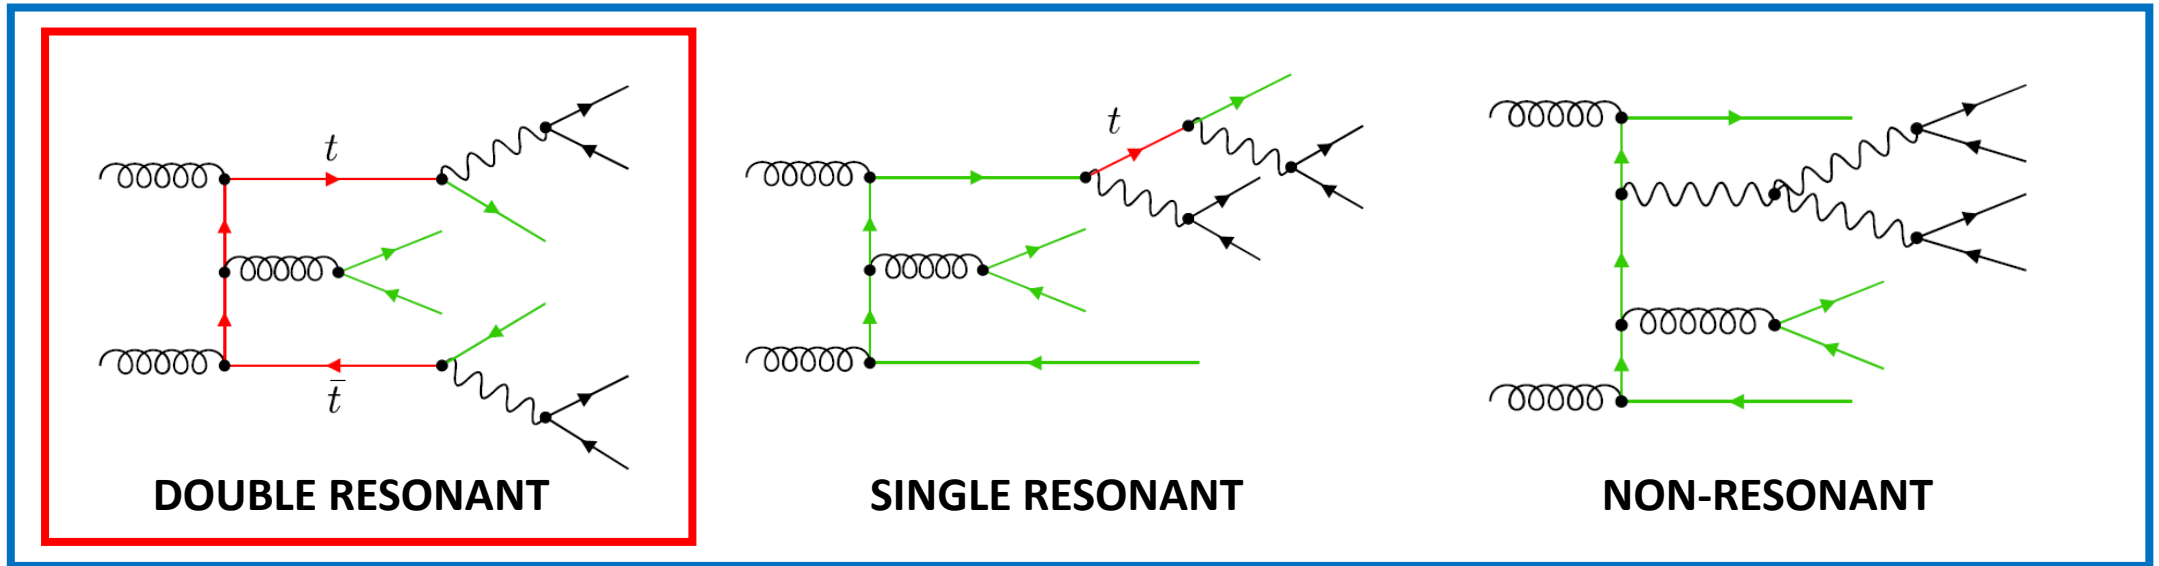 t
t̄
DOUBLE RESONANT
t
SINGLE RESONANT
NON-RESONANT